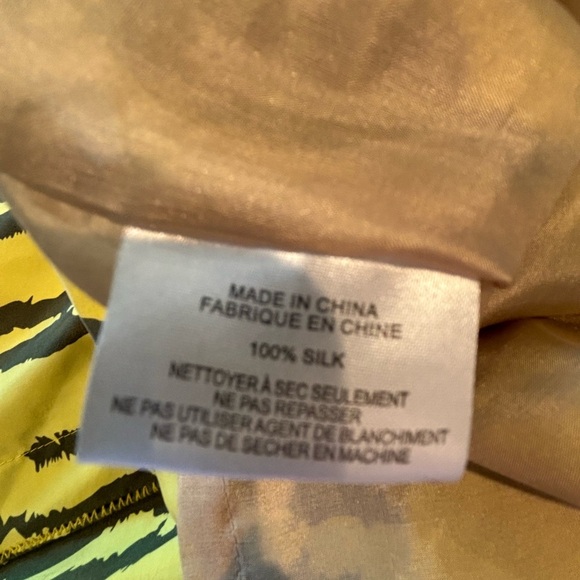 MADE IN CHINA
FABRIQUE EN CHINE
100% SILK
NETTOYER À SEC SEULEMENT
NE PAS REPASSER
NE PAS UTILISER AGENT DE BLANCHIMENT
NE PAS DE SECHER EN MACHINE